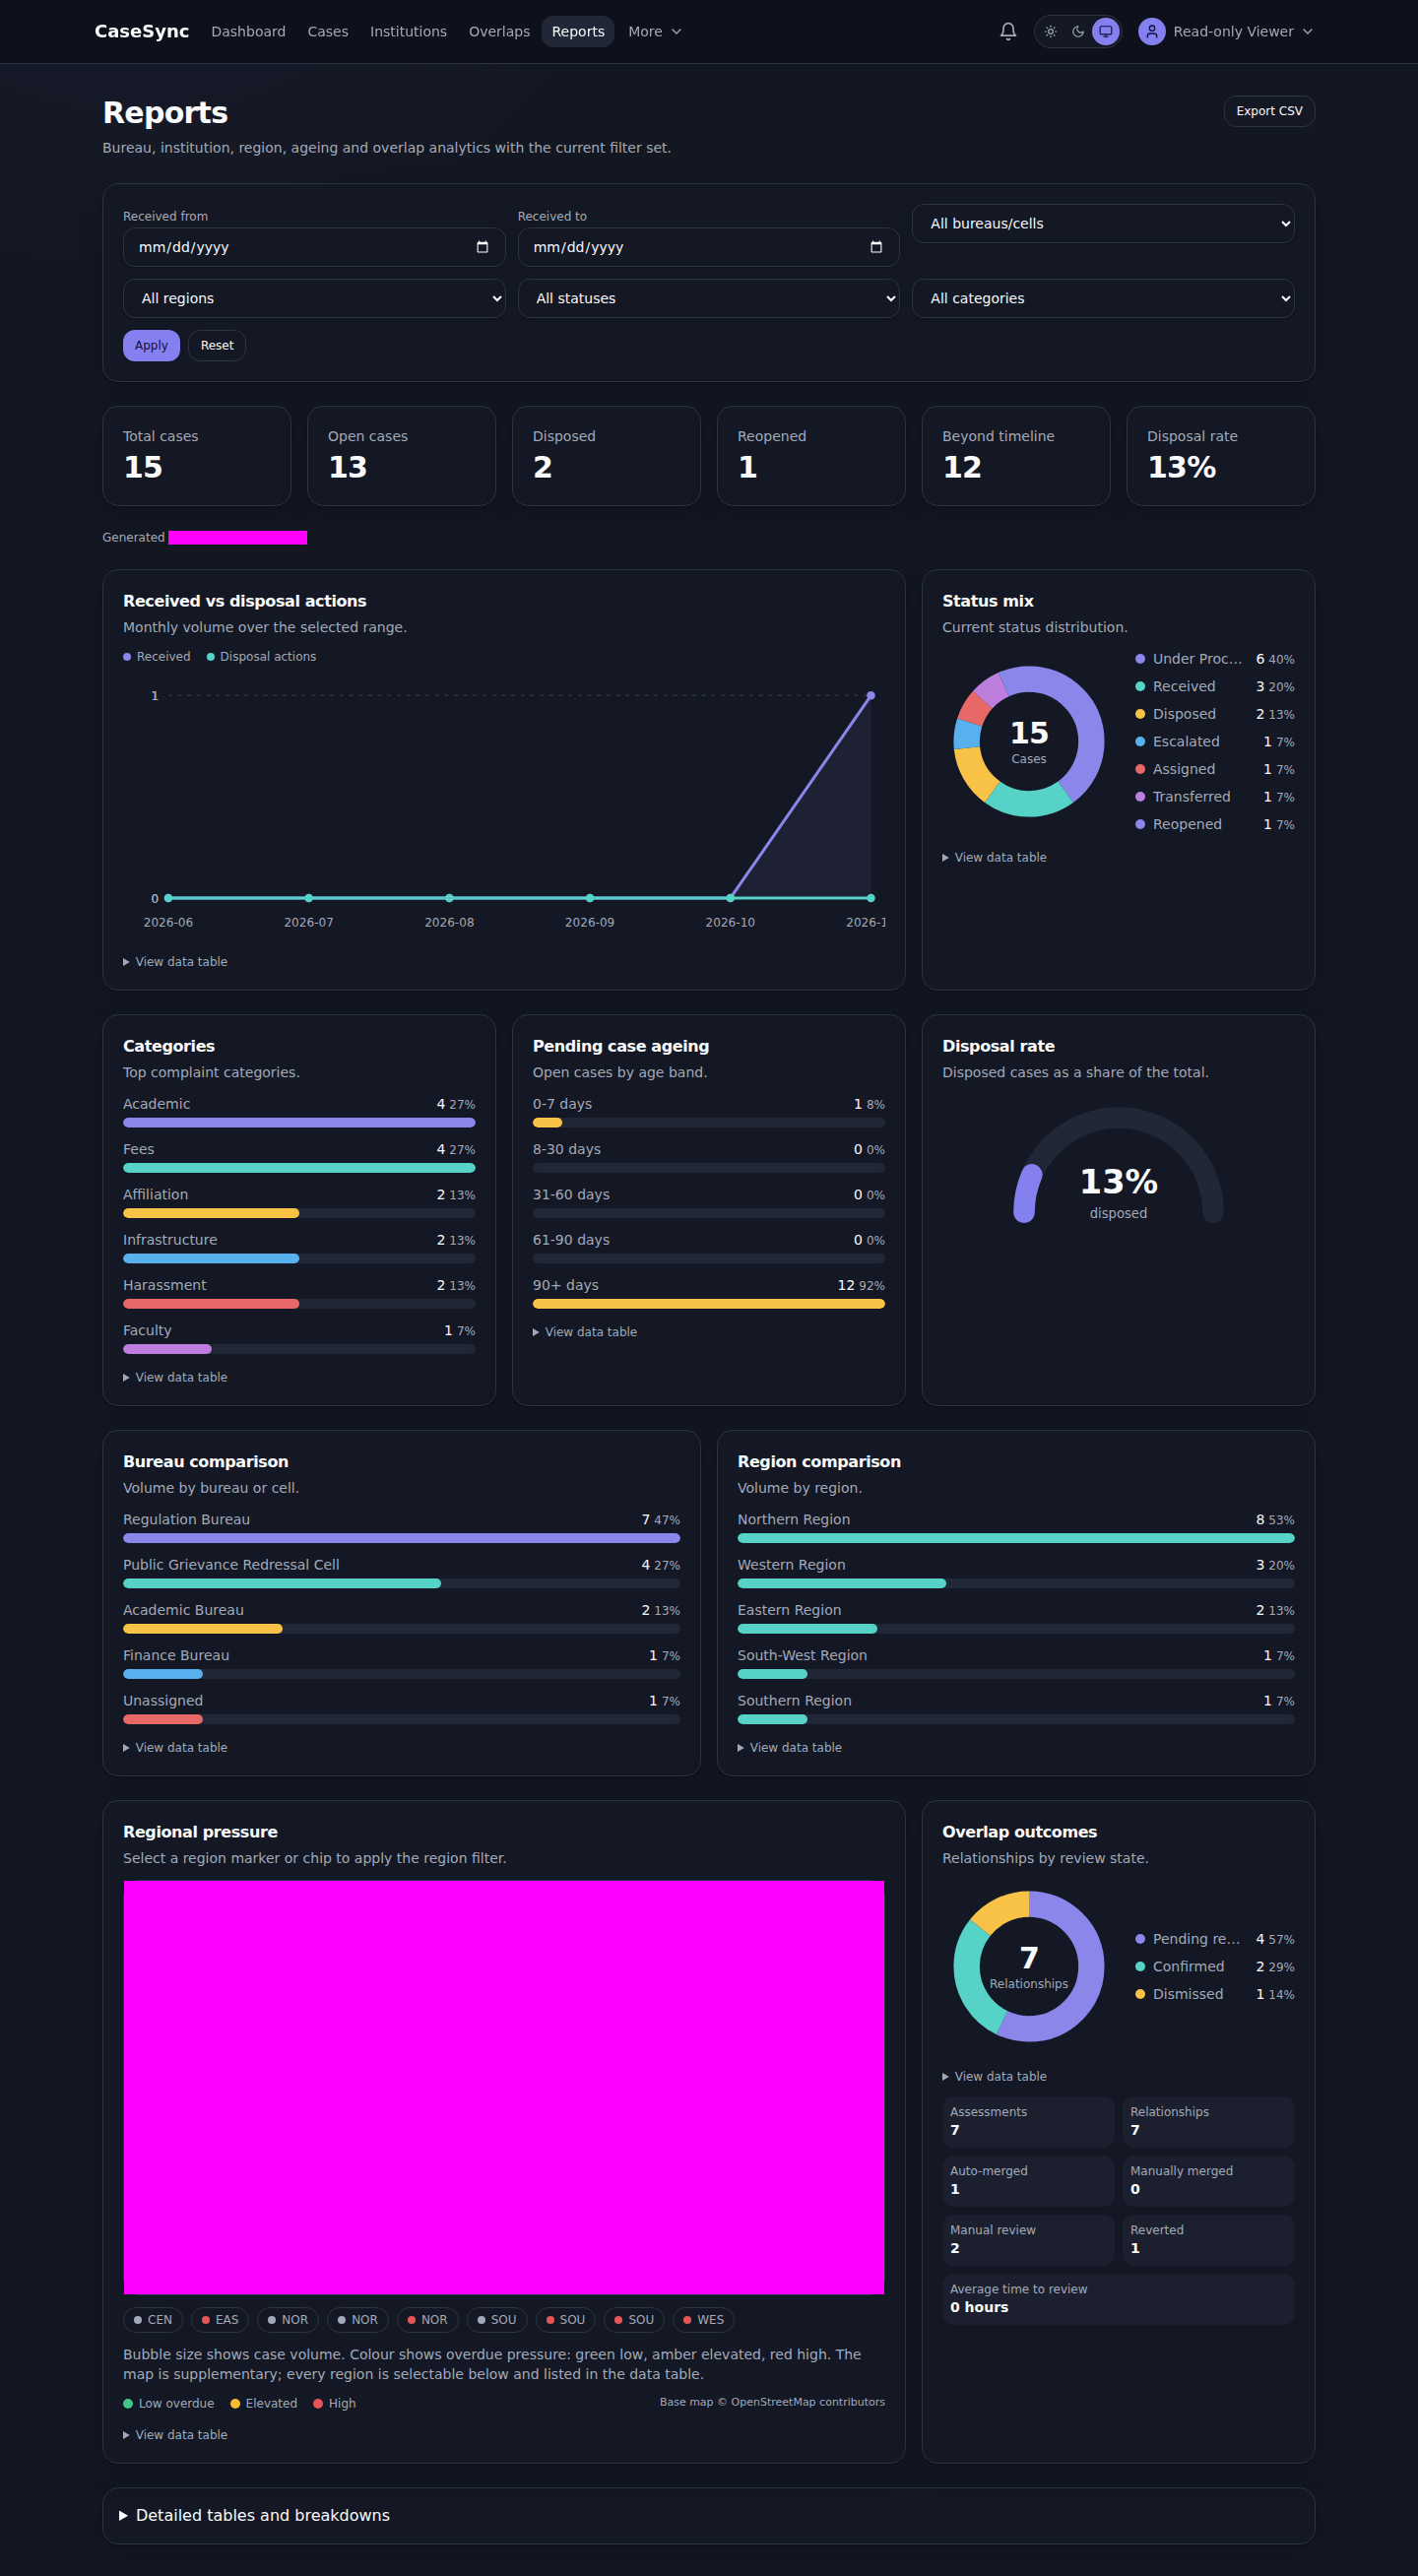 CaseSync Dashboard Cases Institutions Overlaps Reports More Read-only Viewer
Reports
Export CSV
Bureau, institution, region, ageing and overlap analytics with the current filter set.
Received from
Received to
All bureaus/cells
mm/dd/yyyy
mm/dd/yyyy
All regions
All statuses
All categories
Apply Reset
Total cases
15
Open cases
13
Disposed
2
Reopened
1
Beyond timeline
12
Disposal rate
13%
Generated
Received vs disposal actions
Monthly volume over the selected range.
Received Disposal actions
1
0
2026-06 2026-07 2026-08 2026-09 2026-10 2026-1
View data table
Status mix
Current status distribution.
15
Cases
Under Proc... 6 40%
Received 3 20%
Disposed 2 13%
Escalated 1 7%
Assigned 1 7%
Transferred 1 7%
Reopened 1 7%
View data table
Categories
Top complaint categories.
Academic 4 27%
Fees 4 27%
Affiliation 2 13%
Infrastructure 2 13%
Harassment 2 13%
Faculty 1 7%
View data table
Pending case ageing
Open cases by age band.
0-7 days 1 8%
8-30 days 0 0%
31-60 days 0 0%
61-90 days 0 0%
90+ days 12 92%
View data table
Disposal rate
Disposed cases as a share of the total.
13%
disposed
Bureau comparison
Volume by bureau or cell.
Regulation Bureau 7 47%
Public Grievance Redressal Cell 4 27%
Academic Bureau 2 13%
Finance Bureau 1 7%
Unassigned 1 7%
View data table
Region comparison
Volume by region.
Northern Region 8 53%
Western Region 3 20%
Eastern Region 2 13%
South-West Region 1 7%
Southern Region 1 7%
View data table
Regional pressure
Select a region marker or chip to apply the region filter.
CEN EAS NOR NOR NOR SOU SOU SOU WES
Bubble size shows case volume. Colour shows overdue pressure: green low, amber elevated, red high. The
map is supplementary; every region is selectable below and listed in the data table.
Low overdue Elevated High
Base map © OpenStreetMap contributors
View data table
Overlap outcomes
Relationships by review state.
7
Relationships
Pending re... 4 57%
Confirmed 2 29%
Dismissed 1 14%
View data table
Assessments
7
Relationships
7
Auto-merged
1
Manually merged
0
Manual review
2
Reverted
1
Average time to review
0 hours
Detailed tables and breakdowns